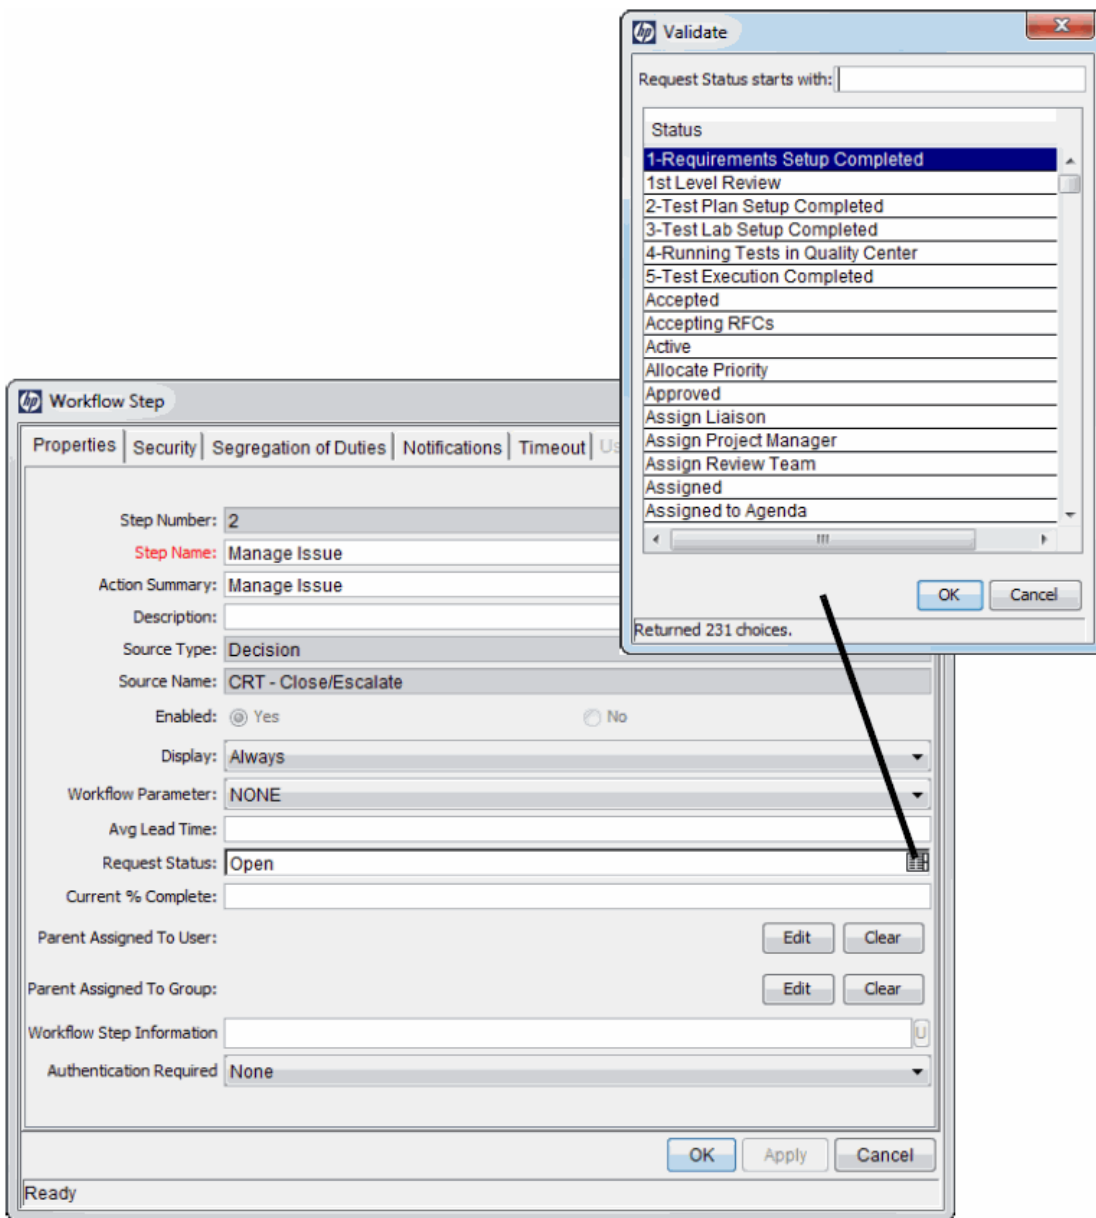 hp Validate
Request Status starts with:
Status
1-Requirements Setup Completed
1st Level Review
2-Test Plan Setup Completed
3-Test Lab Setup Completed
4-Running Tests in Quality Center
5-Test Execution Completed
Accepted
Accepting RFCs
Active
Allocate Priority
Approved
Assign Liaison
Assign Project Manager
Assign Review Team
Assigned
Assigned to Agenda
OK Cancel
Returned 231 choices.
hp Workflow Step
Properties Security Segregation of Duties Notifications Timeout Us
Step Number: 2
Step Name: Manage Issue
Action Summary: Manage Issue
Description:
Source Type: Decision
Source Name: CRT - Close/Escalate
Enabled: Yes No
Display: Always
Workflow Parameter: NONE
Avg Lead Time:
Request Status: Open
Current % Complete:
Parent Assigned To User: Edit Clear
Parent Assigned To Group: Edit Clear
Workflow Step Information U
Authentication Required None
OK Apply Cancel
Ready